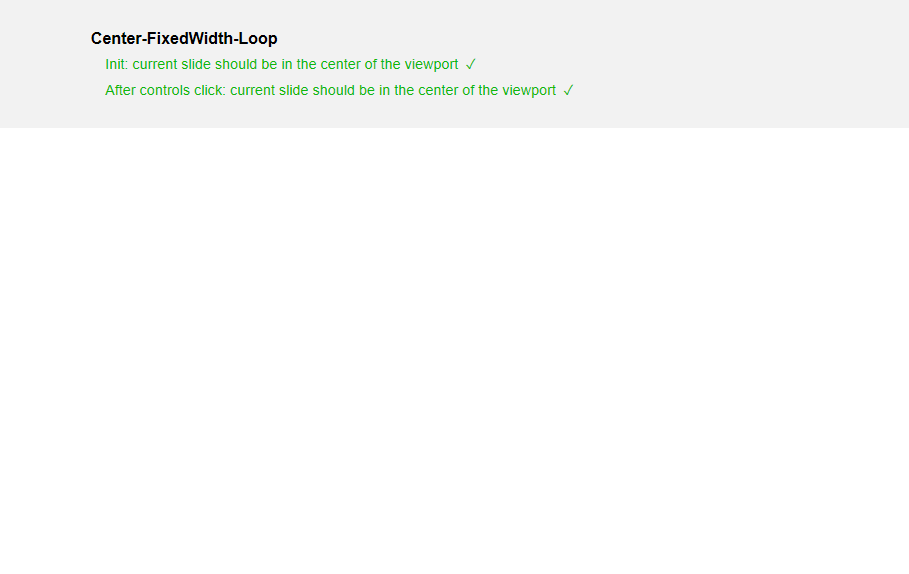 Center-FixedWidth-Loop
Init: current slide should be in the center of the viewport ✓
After controls click: current slide should be in the center of the viewport ✓